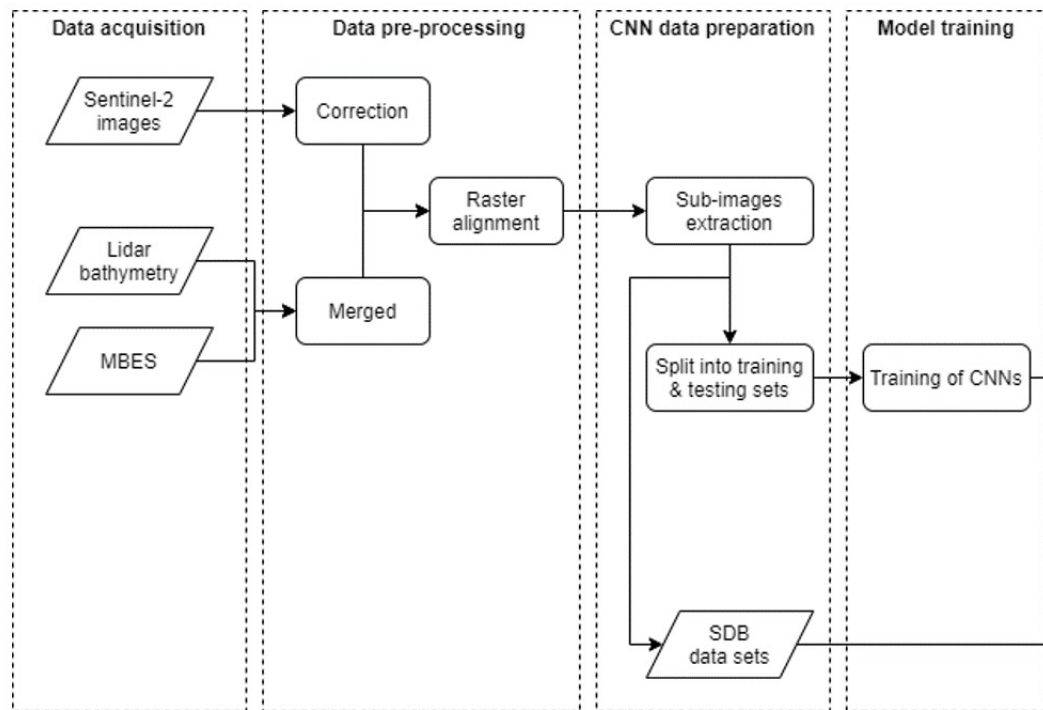 Data acquisition
Data pre-processing
CNN data preparation
Model training
Sentinel-2
images
Correction
Raster
alignment
Sub-images
extraction
Lidar
bathymetry
Merged
MBES
Split into training
& testing sets
Training of CNNs
SDB
data sets